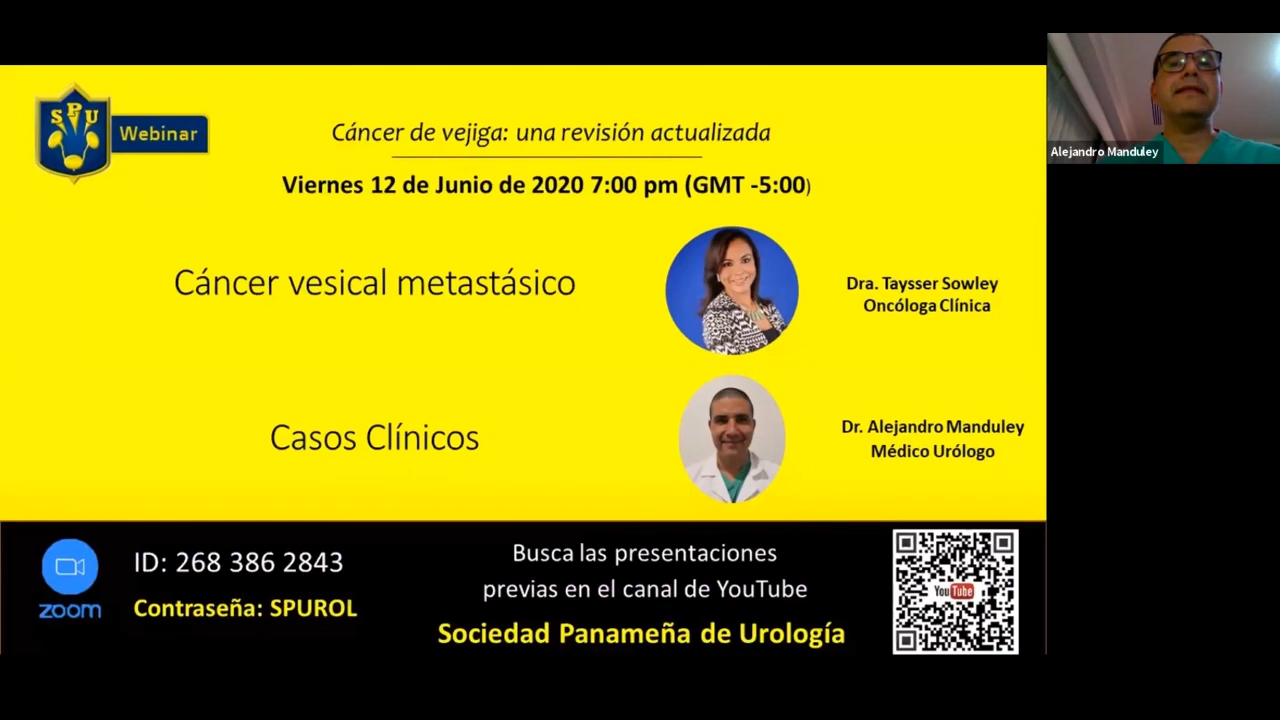 SPU
Webinar
Cáncer de vejiga: una revisión actualizada
Viernes 12 de Junio de 2020 7:00 pm (GMT -5:00)
Alejandro Manduley
Cáncer vesical metastásico
Dra. Taysser Sowley
Oncóloga Clínica
Casos Clínicos
Dr. Alejandro Manduley
Médico Urólogo
zoom
ID: 268 386 2843
Contraseña: SPUROL
Busca las presentaciones
previas en el canal de YouTube
Sociedad Panameña de Urología
YouTube